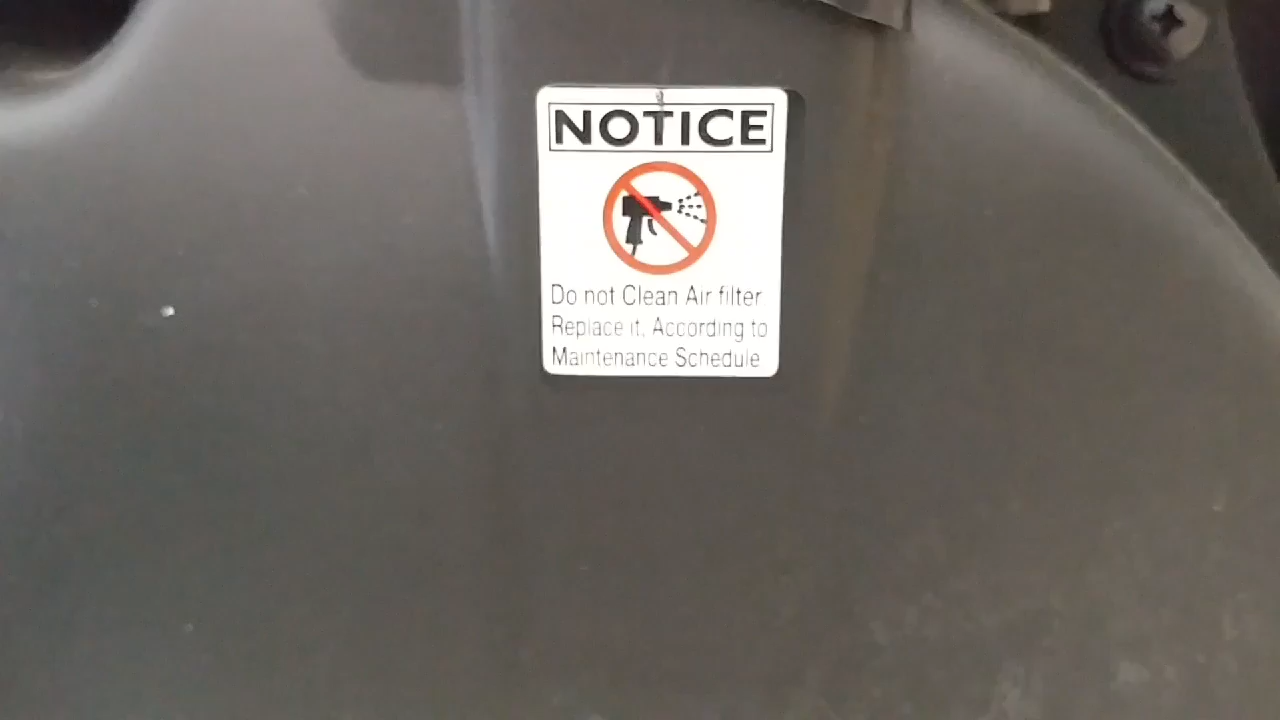 NOTICE
Do not Clean Air filter
Replace it, According to
Maintenance Schedule